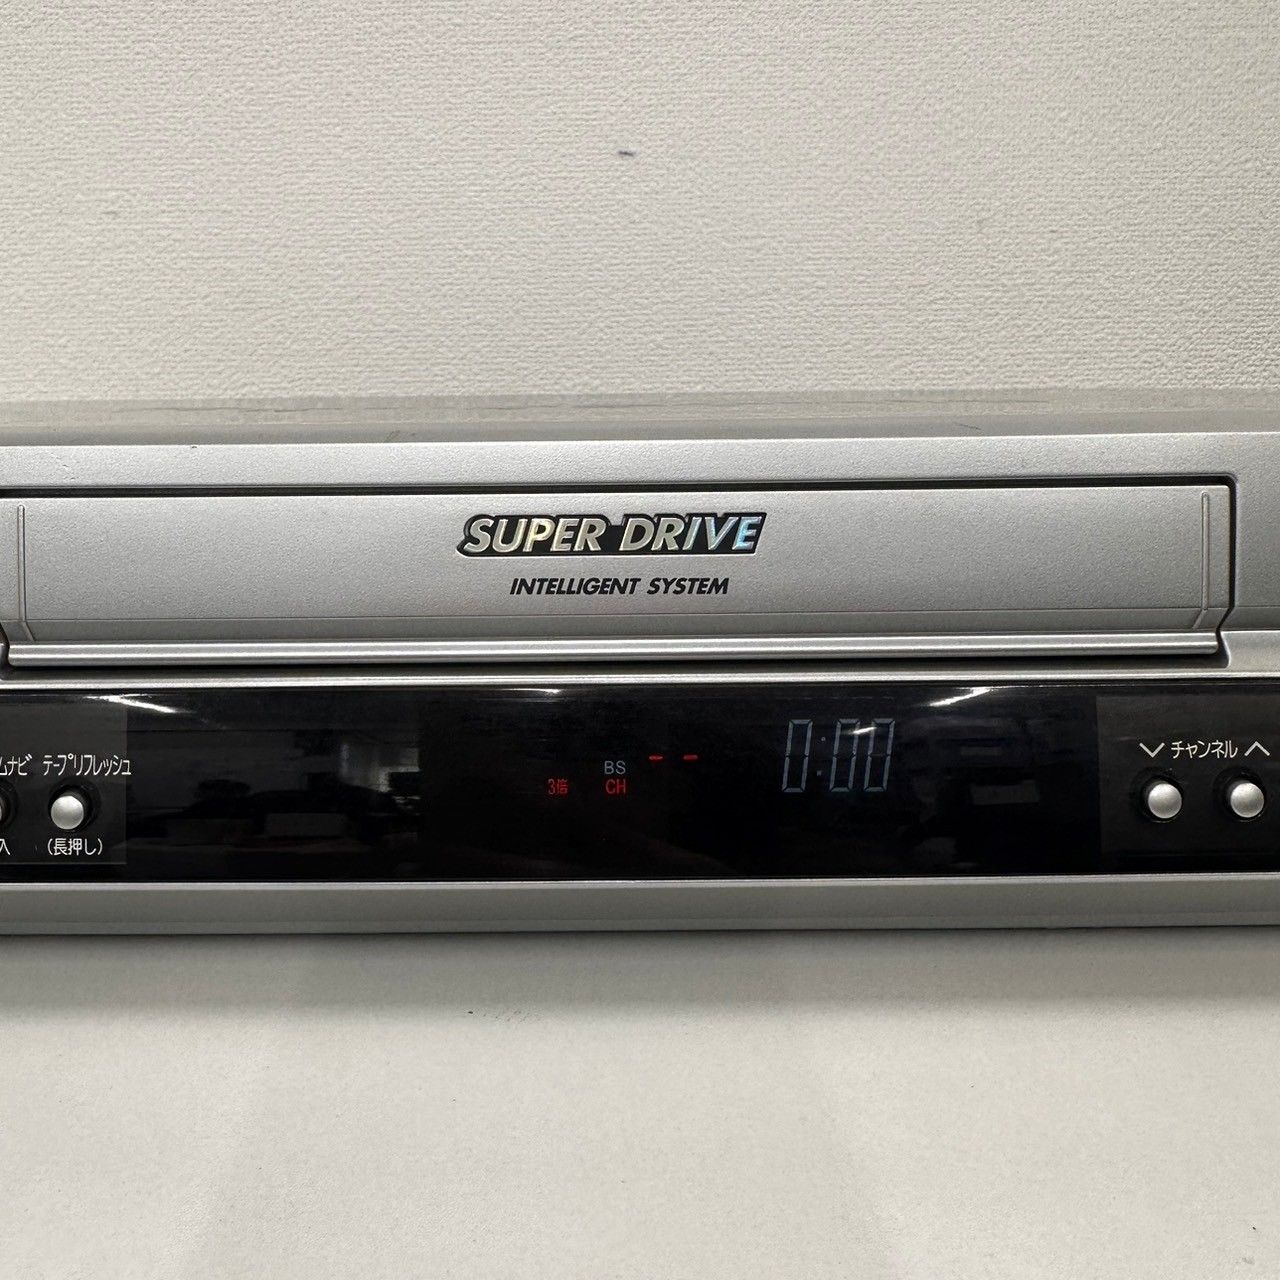 SUPER DRIVE
INTELLIGENT SYSTEM
ムナビ テープリフレッシュ
入 (長押し)
BS
3倍 CH
-- 0:00
チャンネル